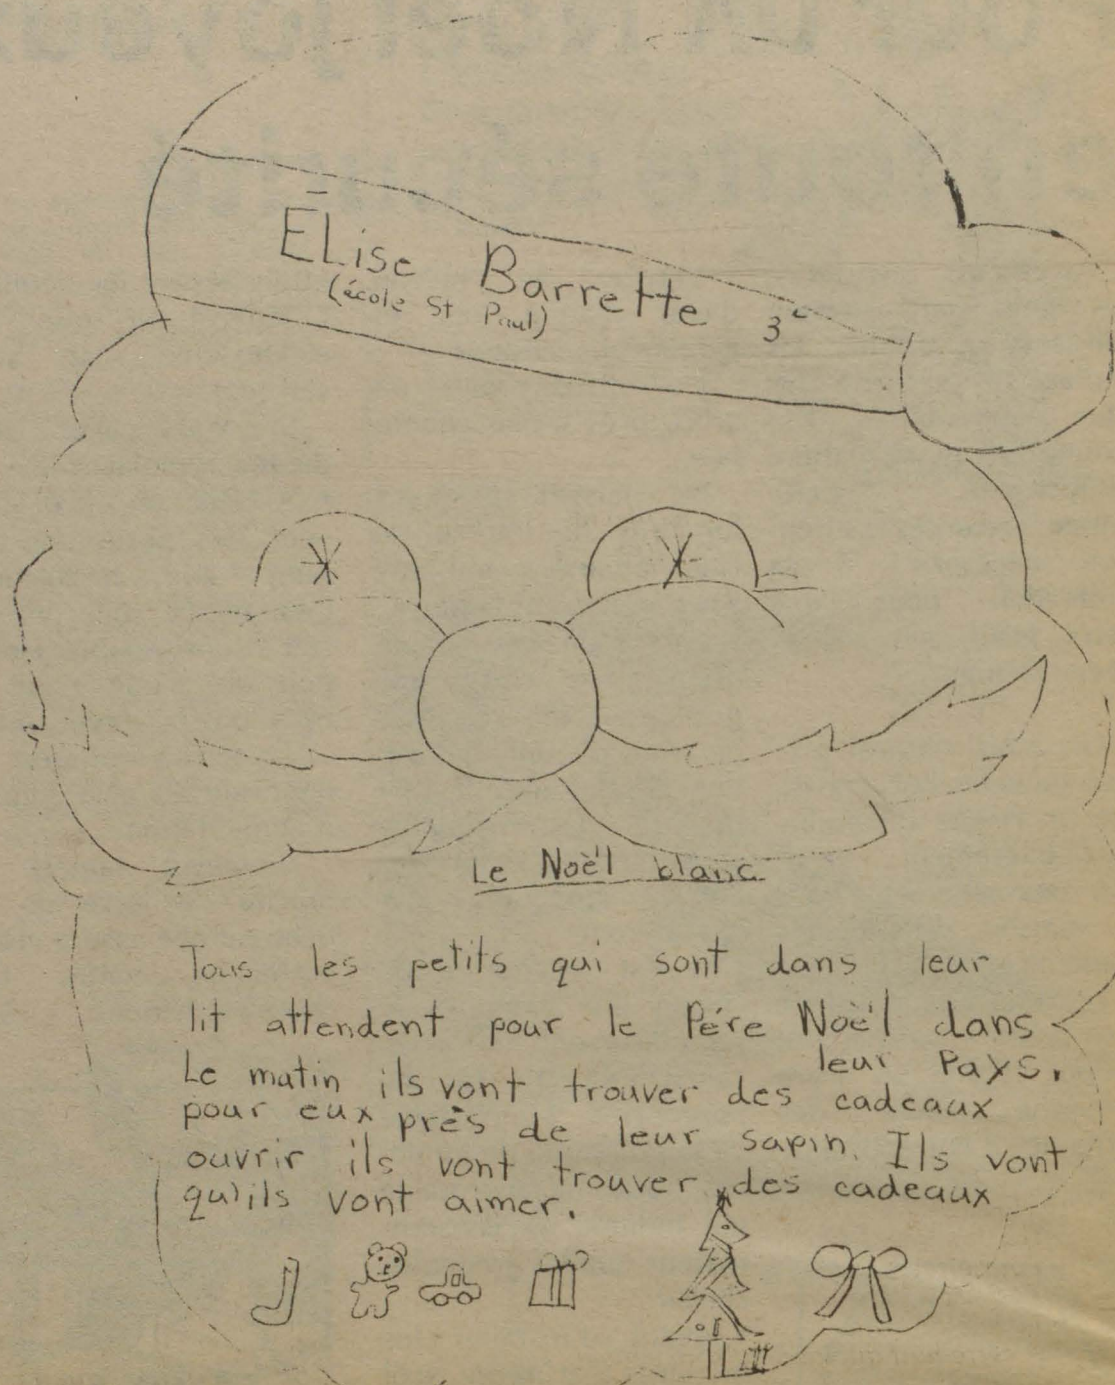 Élise Barrette 3e
(école St Paul)
Le Noël blanc
Tous les petits qui sont dans leur
lit attendent pour le Pére Noël dans
leur Pays.
Le matin ils vont trouver des cadeaux
pour eux près de leur sapin. Ils vont
ouvrir ils vont trouver des cadeaux
qu'ils vont aimer.